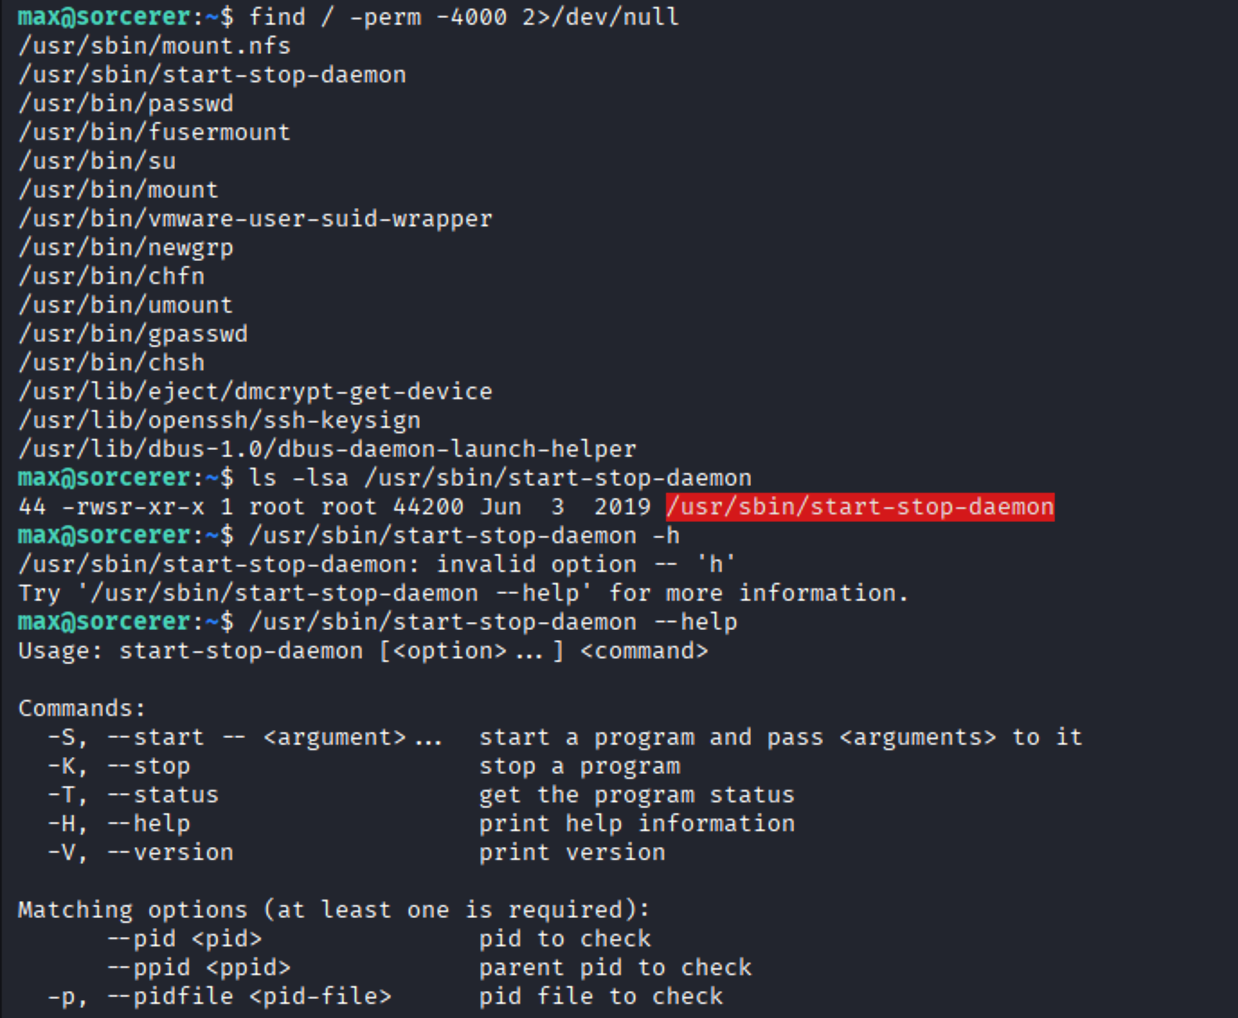 max@sorcerer:~$ find / -perm -4000 2>/dev/null
/usr/sbin/mount.nfs
/usr/sbin/start-stop-daemon
/usr/bin/passwd
/usr/bin/fusermount
/usr/bin/su
/usr/bin/mount
/usr/bin/vmware-user-suid-wrapper
/usr/bin/newgrp
/usr/bin/chfn
/usr/bin/umount
/usr/bin/gpasswd
/usr/bin/chsh
/usr/lib/eject/dmcrypt-get-device
/usr/lib/openssh/ssh-keysign
/usr/lib/dbus-1.0/dbus-daemon-launch-helper
max@sorcerer:~$ ls -lsa /usr/sbin/start-stop-daemon
44 -rwsr-xr-x 1 root root 44200 Jun  3  2019 /usr/sbin/start-stop-daemon
max@sorcerer:~$ /usr/sbin/start-stop-daemon -h
/usr/sbin/start-stop-daemon: invalid option -- 'h'
Try '/usr/sbin/start-stop-daemon --help' for more information.
max@sorcerer:~$ /usr/sbin/start-stop-daemon --help
Usage: start-stop-daemon [<option>...] <command>

Commands:
  -S, --start -- <argument>...  start a program and pass <arguments> to it
  -K, --stop                    stop a program
  -T, --status                  get the program status
  -H, --help                    print help information
  -V, --version                 print version

Matching options (at least one is required):
      --pid <pid>               pid to check
      --ppid <ppid>             parent pid to check
  -p, --pidfile <pid-file>      pid file to check